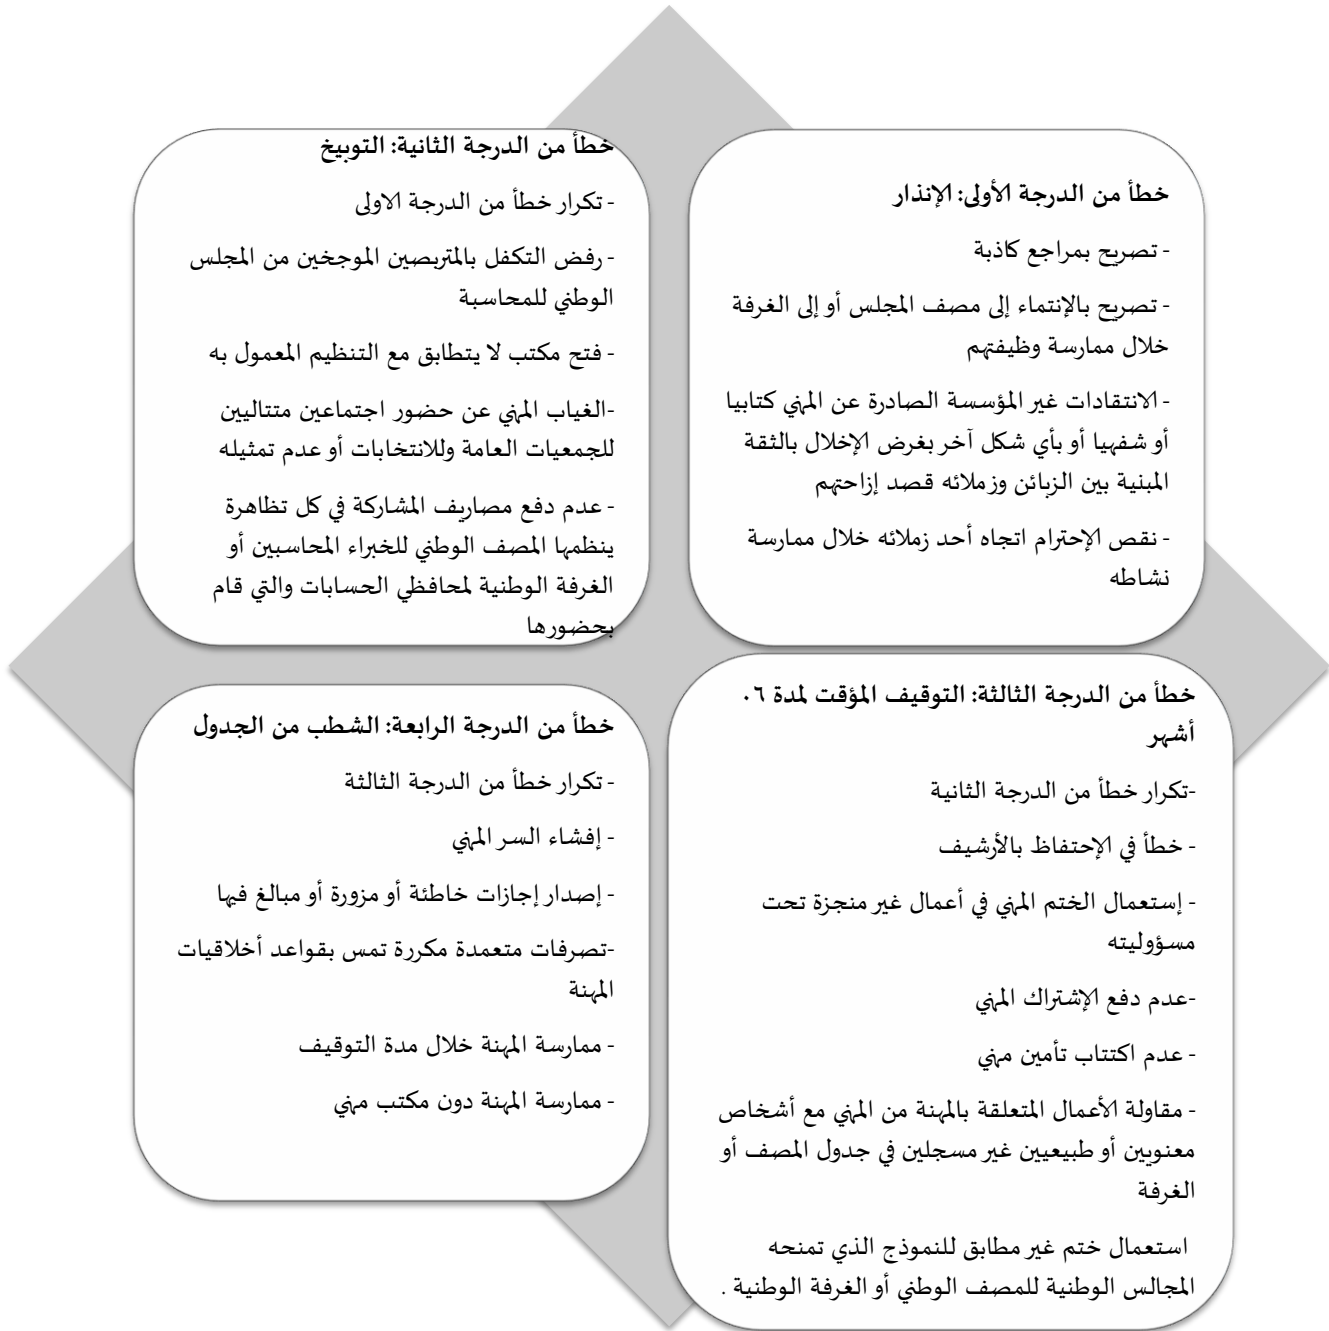 خطأ من الدرجة الأولى: الإنذار
- تصريح بمراجع كاذبة
- تصريح بالإنتماء إلى مصف المجلس أو إلى الغرفة
خلال ممارسة وظيفتهم
- الانتقادات غير المؤسسة الصادرة عن المهني كتابيا
أو شفهيا أو بأي شكل آخر بغرض الإخلال بالثقة
المبنية بين الزبائن وزملائه قصد إزاحتهم
- نقص الإحترام اتجاه أحد زملائه خلال ممارسة
نشاطه
خطأ من الدرجة الثانية: التوبيخ
- تكرار خطأ من الدرجة الاولى
- رفض التكفل بالمتربصين الموجخين من المجلس
الوطني للمحاسبة
- فتح مكتب لا يتطابق مع التنظيم المعمول به
-الغياب المهني عن حضور اجتماعين متتاليين
للجمعيات العامة وللانتخابات أو عدم تمثيله
- عدم دفع مصاريف المشاركة في كل تظاهرة
ينظمها المصف الوطني للخبراء المحاسبين أو
الغرفة الوطنية لمحافظي الحسابات والتي قام
بحضورها
خطأ من الدرجة الثالثة: التوقيف المؤقت لمدة ٠٦
أشهر
-تكرار خطأ من الدرجة الثانية
- خطأ في الإحتفاظ بالأرشيف
- إستعمال الختم المهني في أعمال غير منجزة تحت
مسؤوليته
-عدم دفع الإشتراك المهني
- عدم اكتتاب تأمين مهني
- مقاولة الأعمال المتعلقة بالمهنة من المهني مع أشخاص
معنويين أو طبيعيين غير مسجلين في جدول المصف أو
الغرفة
استعمال ختم غير مطابق للنموذج الذي تمنحه
المجالس الوطنية للمصف الوطني أو الغرفة الوطنية .
خطأ من الدرجة الرابعة: الشطب من الجدول
- تكرار خطأ من الدرجة الثالثة
- إفشاء السر المهني
- إصدار إجازات خاطئة أو مزورة أو مبالغ فيها
-تصرفات متعمدة مكررة تمس بقواعد أخلاقيات
المهنة
- ممارسة المهنة خلال مدة التوقيف
- ممارسة المهنة دون مكتب مهني